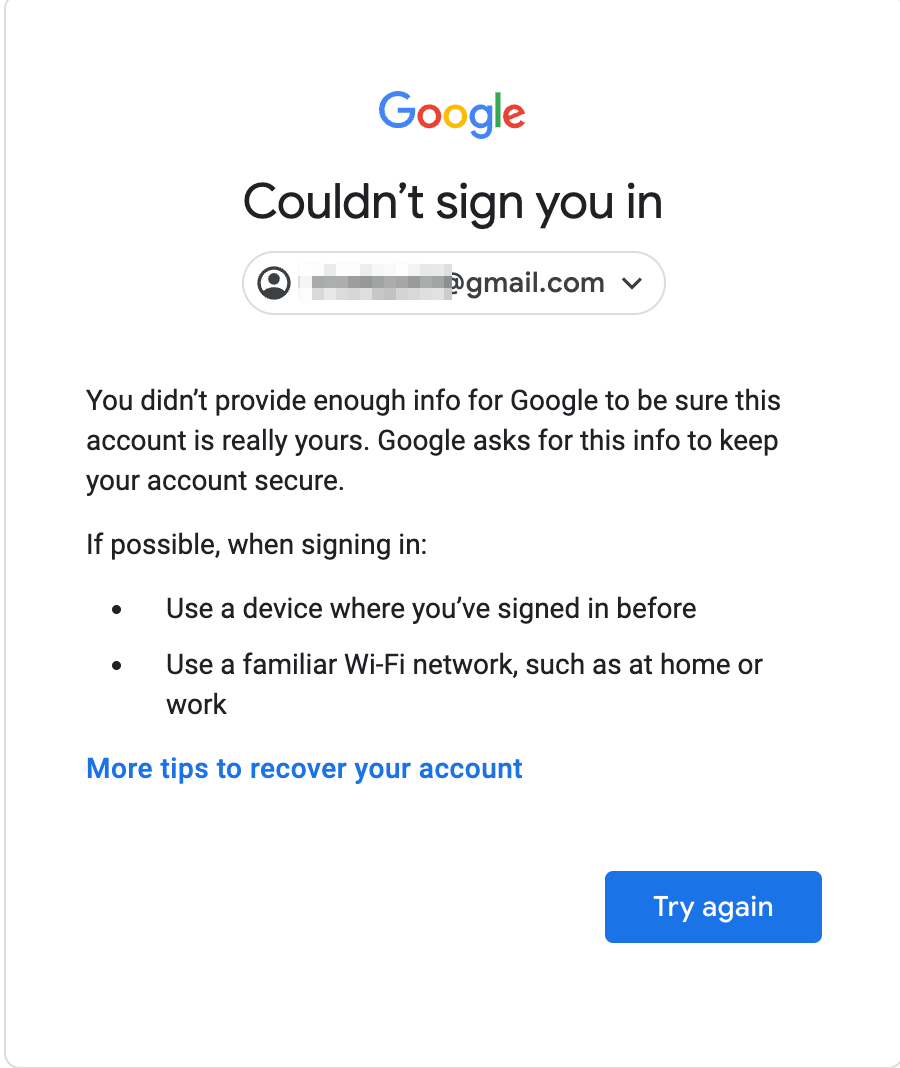 Google
Couldn’t sign you in
@gmail.com
You didn’t provide enough info for Google to be sure this
account is really yours. Google asks for this info to keep
your account secure.
If possible, when signing in:
• Use a device where you’ve signed in before
• Use a familiar Wi-Fi network, such as at home or
work
More tips to recover your account
Try again